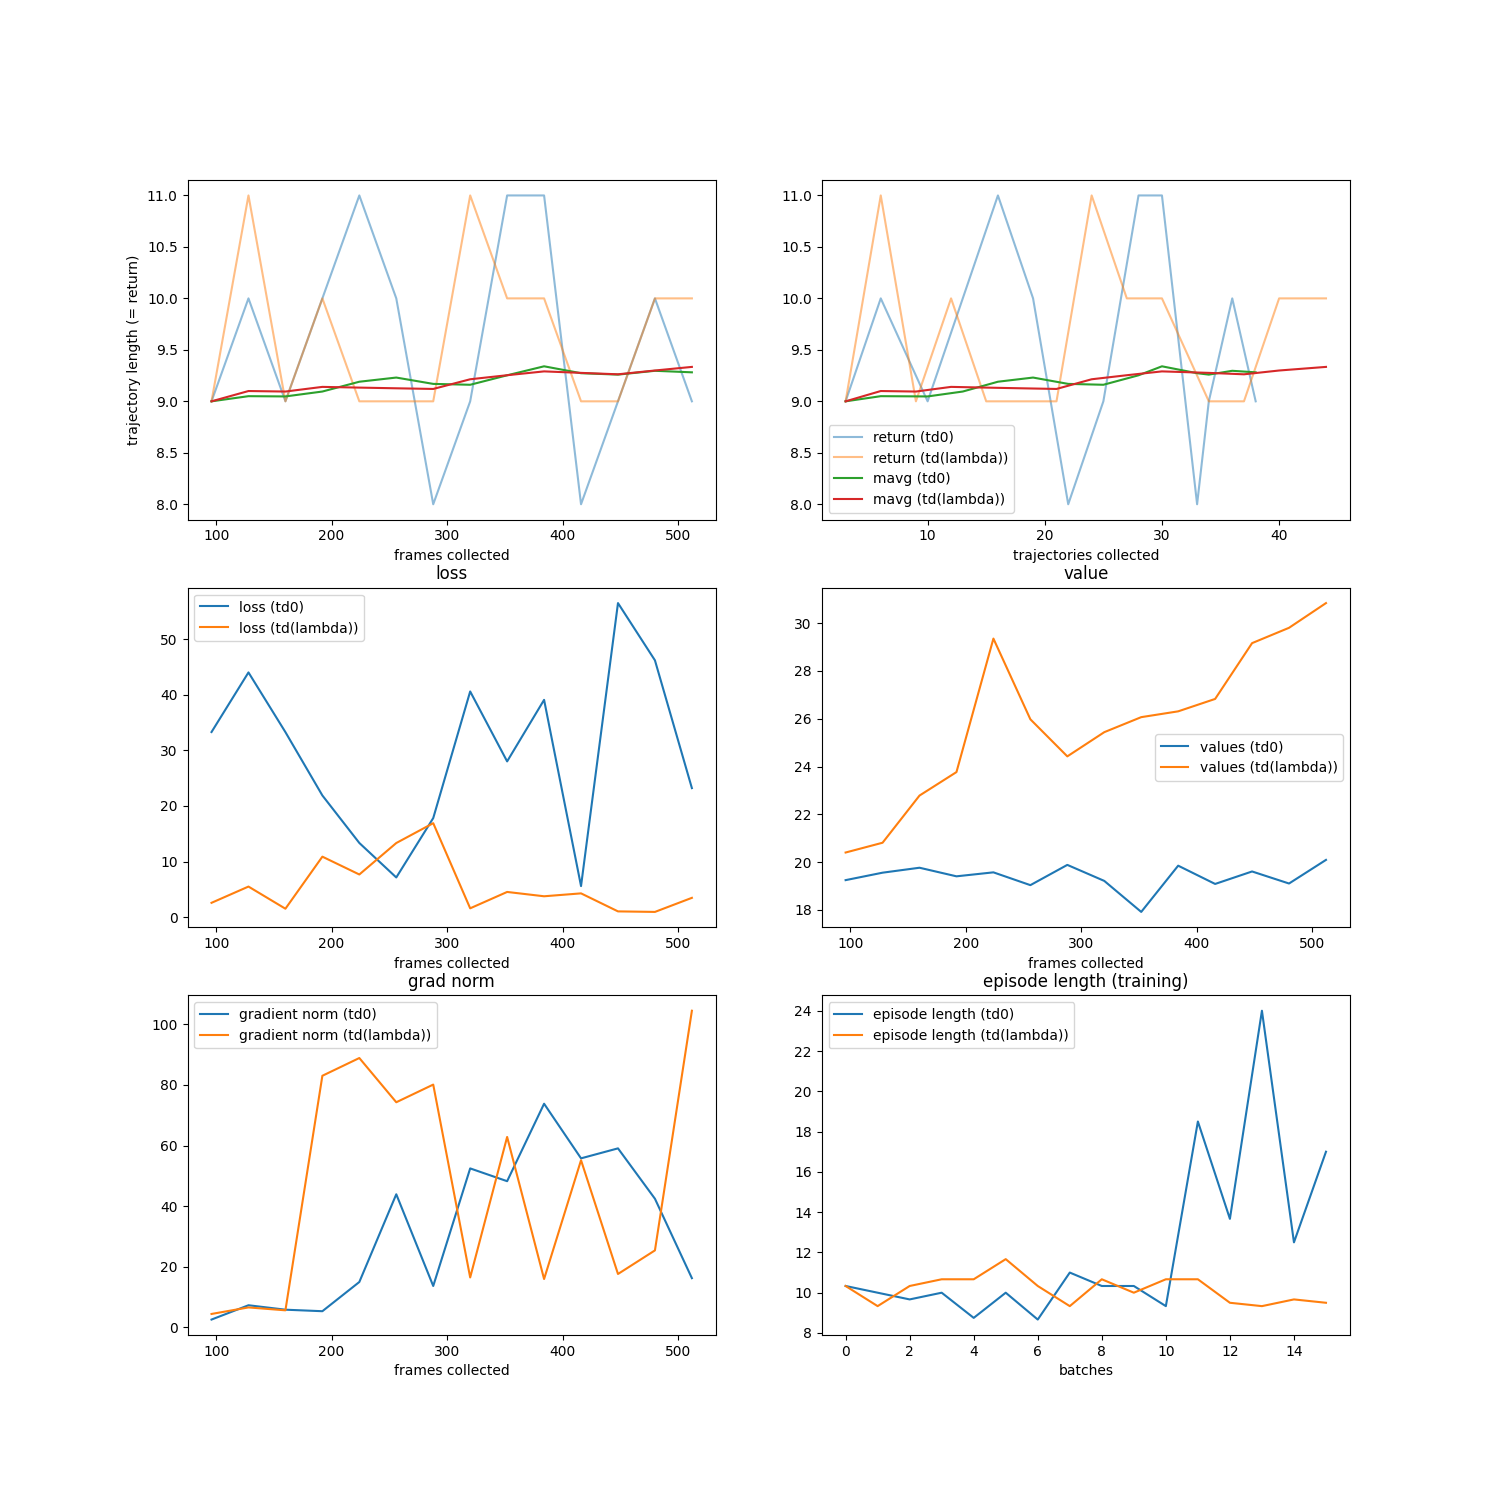 11.0
10.5
10.0
9.5
9.0
8.5
8.0
trajectory length (= return)
100 200 300 400 500
frames collected
11.0
10.5
10.0
9.5
9.0
8.5
8.0
return (td0)
return (td(lambda))
mavg (td0)
mavg (td(lambda))
10 20 30 40
trajectories collected
loss
loss (td0)
loss (td(lambda))
50
40
30
20
10
0
100 200 300 400 500
frames collected
value
30
28
26
24
22
20
18
values (td0)
values (td(lambda))
100 200 300 400 500
frames collected
grad norm
gradient norm (td0)
gradient norm (td(lambda))
100
80
60
40
20
0
100 200 300 400 500
frames collected
episode length (training)
episode length (td0)
episode length (td(lambda))
24
22
20
18
16
14
12
10
8
0 2 4 6 8 10 12 14
batches